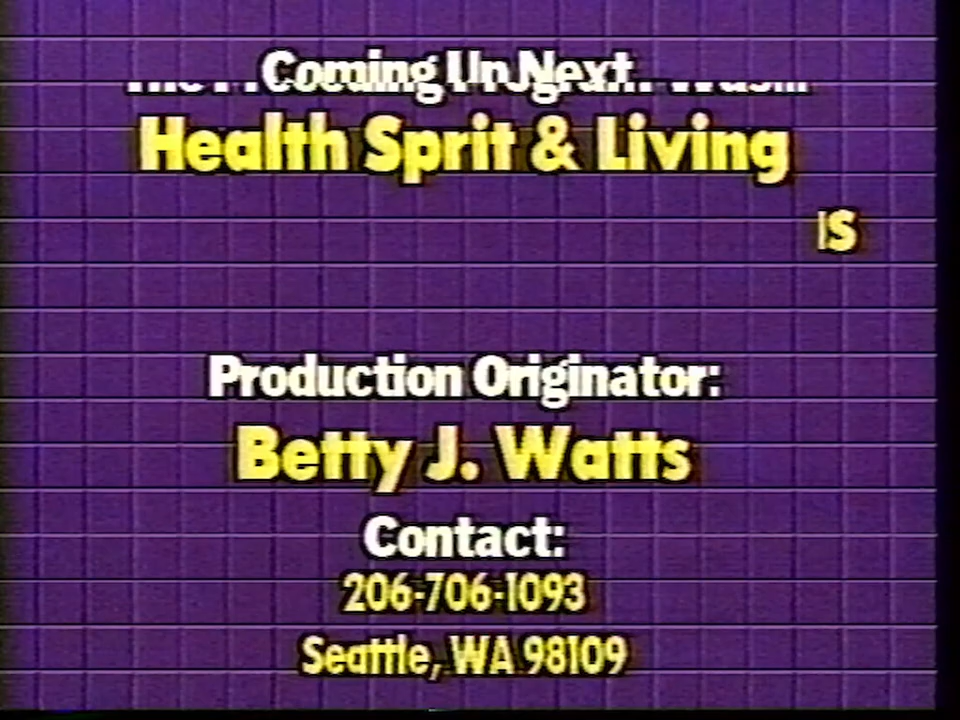 Coming Up Next:
Health Sprit & Living
IS
Production Originator:
Betty J. Watts
Contact:
206-706-1093
Seattle, WA 98109